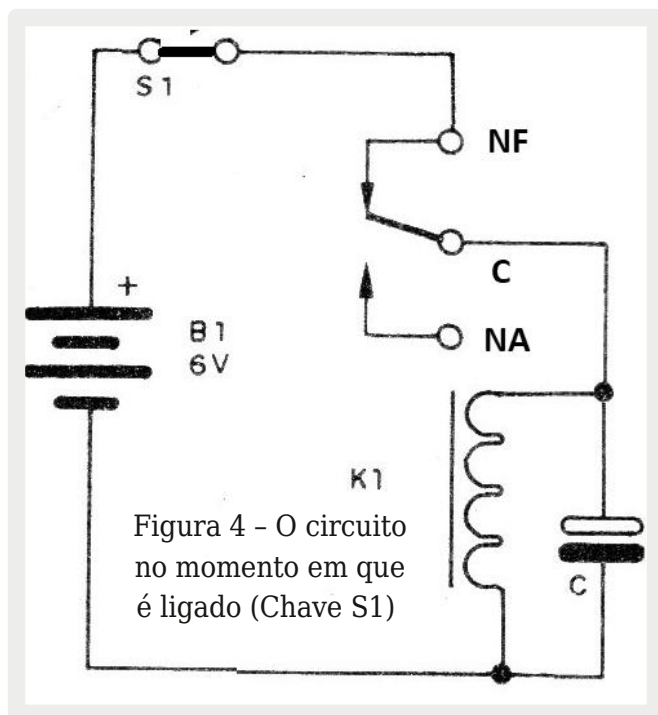 S1
NF
C
NA
+
B1
6V
K1
C
Figura 4 – O circuito
no momento em que
é ligado (Chave S1)